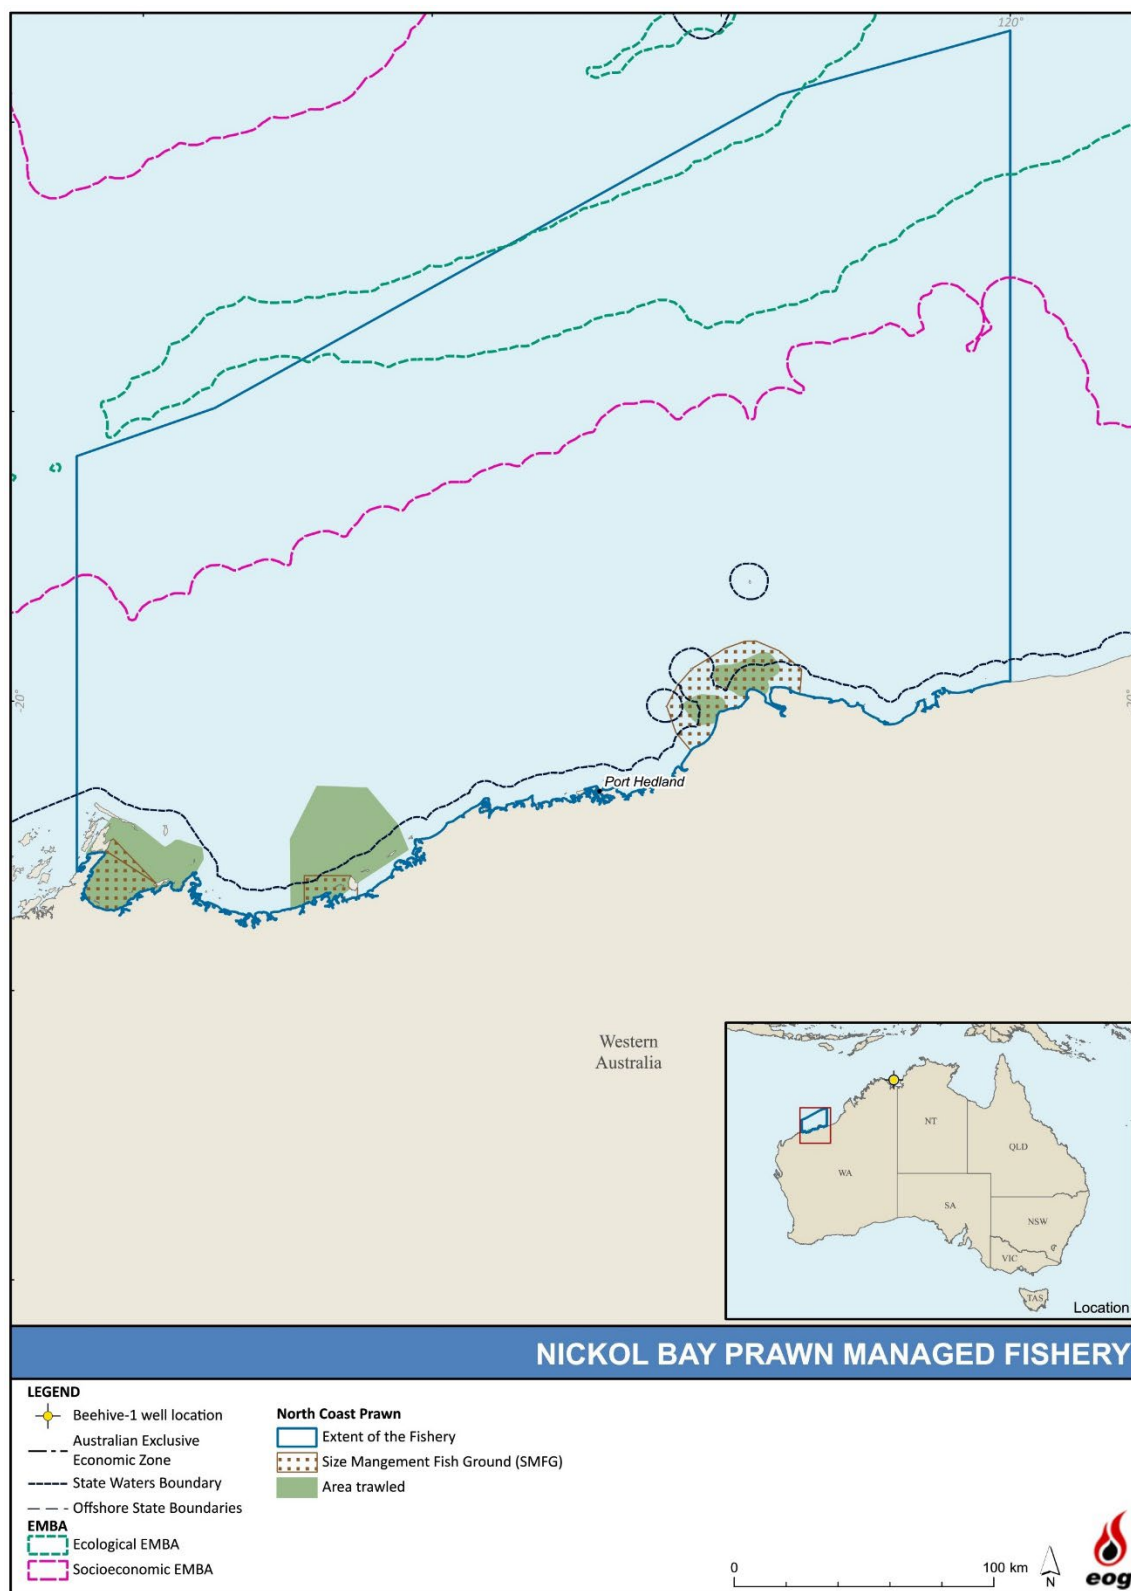 120°
-20°
20°
Port Hedland
Western
Australia
NT
QLD
WA
SA
NSW
VIC
TAS
Location
NICKOL BAY PRAWN MANAGED FISHERY
LEGEND
Beehive-1 well location
Australian Exclusive
Economic Zone
State Waters Boundary
Offshore State Boundaries
EMBA
Ecological EMBA
Socioeconomic EMBA
North Coast Prawn
Extent of the Fishery
Size Mangement Fish Ground (SMFG)
Area trawled
0 100 km
N
eog